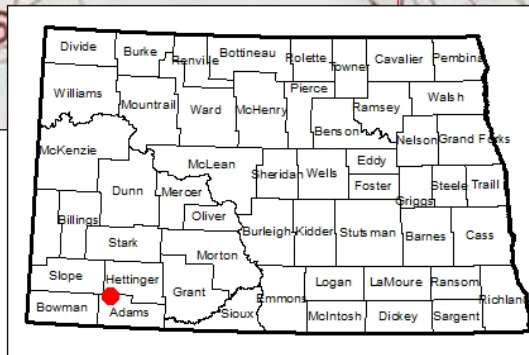 Divide Burke Renville Bottineau Rolette Towner Cavalier Pembina
Williams Mountrail Ward McHenry Pierce Ramsey Walsh
Benson Nelson Grand Forks
McKenzie Dunn Mercer McLean Sheridan Wells Eddy
Foster Griggs Steele Traill
Billings Oliver
Stark Morton Burleigh Kidder Stutsman Barnes Cass
Slope Hettinger Grant Emmons Logan LaMoure Ransom Richland
Bowman Adams Sioux McIntosh Dickey Sargent